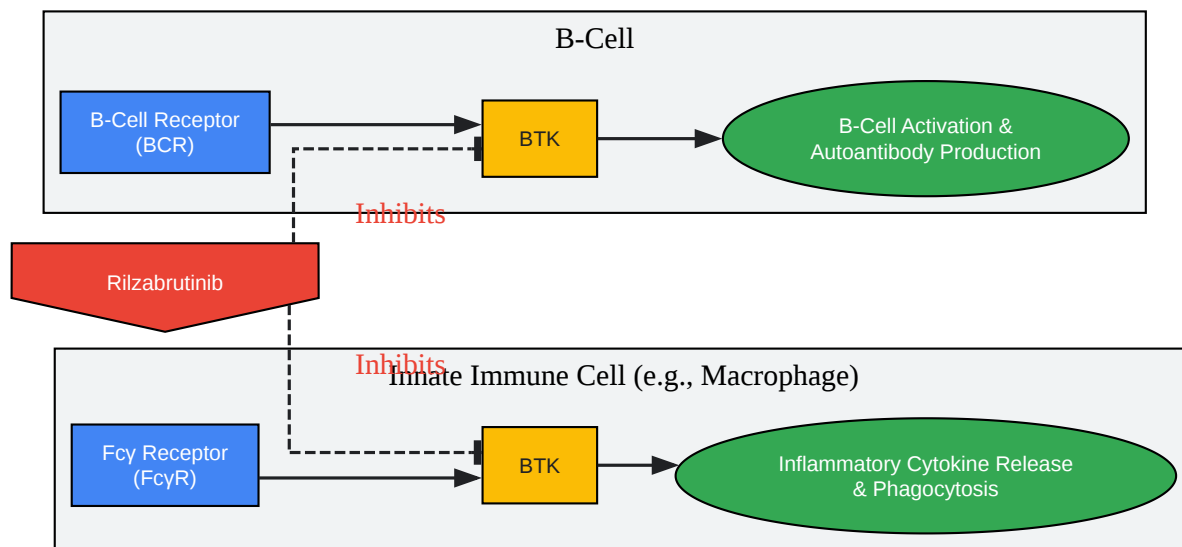 B-Cell
B-Cell Receptor
(BCR)
BTK
B-Cell Activation &
Autoantibody Production
Inhibits
Rilzabrutinib
Inhibits
Innate Immune Cell (e.g., Macrophage)
Fcγ Receptor
(FcγR)
BTK
Inflammatory Cytokine Release
& Phagocytosis